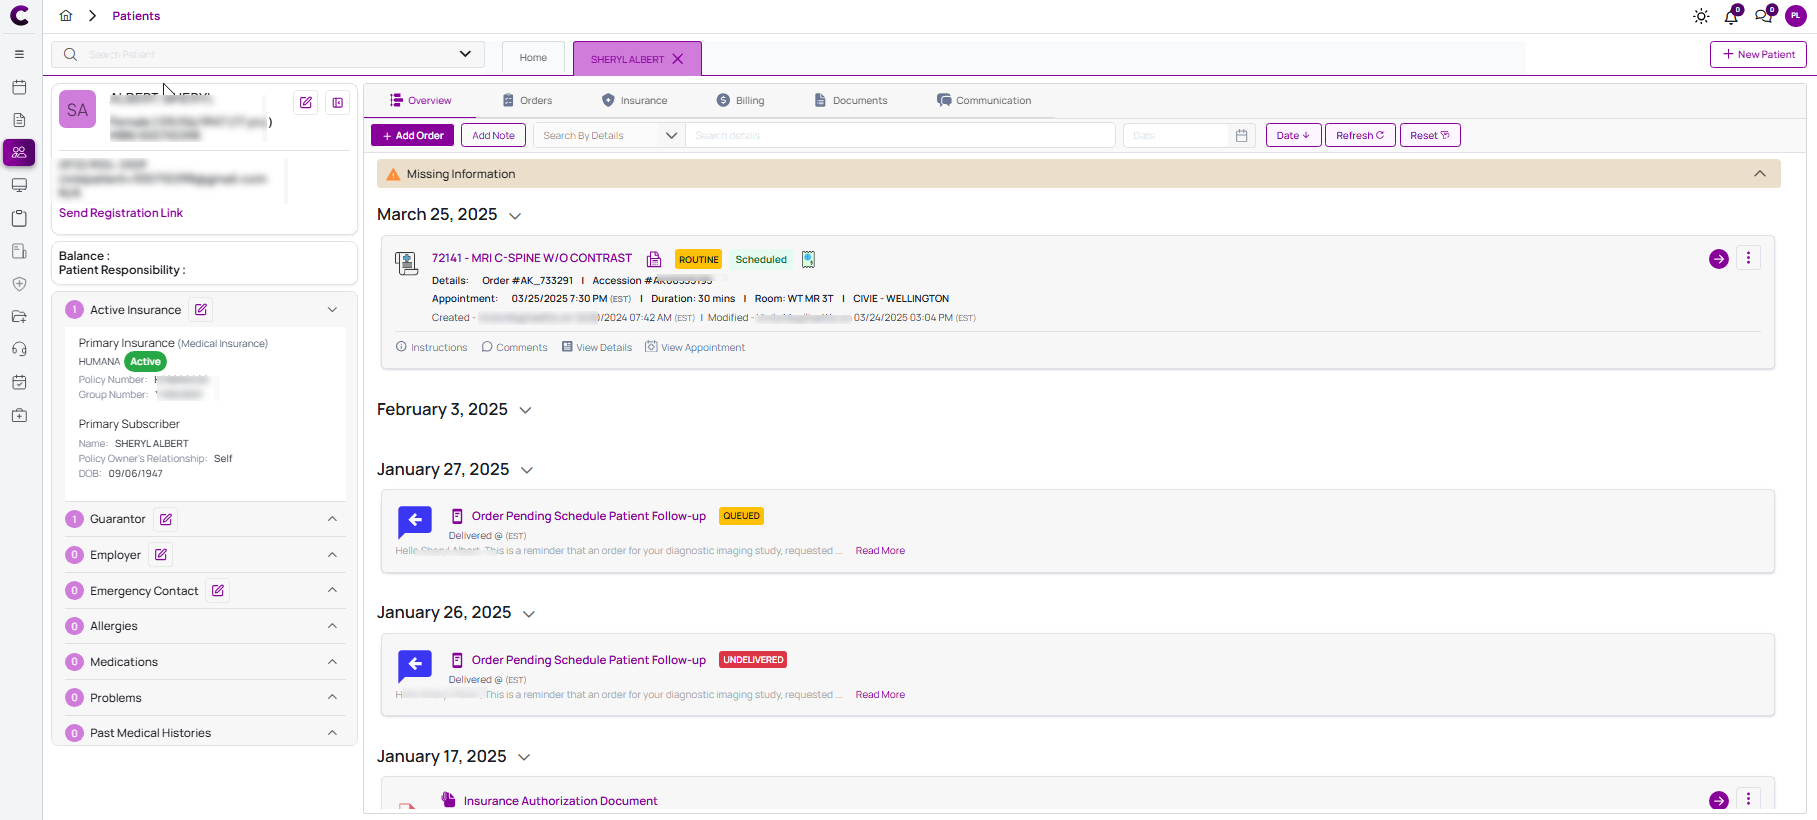 Patients
0
0
PL
Search Patient
Home
SHERYL ALBERT
New Patient
SA
ALBERT SHERYL
)
Send Registration Link
Balance :
Patient Responsibility :
1 Active Insurance
Primary Insurance (Medical Insurance)
HUMANA Active
Policy Number:
Group Number:
Primary Subscriber
Name: SHERYL ALBERT
Policy Owner's Relationship: Self
DOB: 09/06/1947
1 Guarantor
0 Employer
0 Emergency Contact
0 Allergies
0 Medications
0 Problems
0 Past Medical Histories
Overview
Orders
Insurance
Billing
Documents
Communication
+ Add Order
Add Note
Search By Details
Search details
Date
Date
Refresh
Reset
Missing Information
March 25, 2025
72141 - MRI C-SPINE W/O CONTRAST ROUTINE Scheduled
Details: Order #AK_733291 | Accession
Appointment: 03/25/2025 7:30 PM (EST) | Duration: 30 mins | Room: WT MR 3T | CIVIE - WELLINGTON
Created - /2024 07:42 AM (EST) | Modified - 03/24/2025 03:04 PM (EST)
Instructions Comments View Details View Appointment
February 3, 2025
January 27, 2025
Order Pending Schedule Patient Follow-up QUEUED
Delivered @ (EST)
Hello Sheryl Albert, This is a reminder that an order for your diagnostic imaging study, requested ... Read More
January 26, 2025
Order Pending Schedule Patient Follow-up UNDELIVERED
Delivered @ (EST)
This is a reminder that an order for your diagnostic imaging study, requested ... Read More
January 17, 2025
Insurance Authorization Document